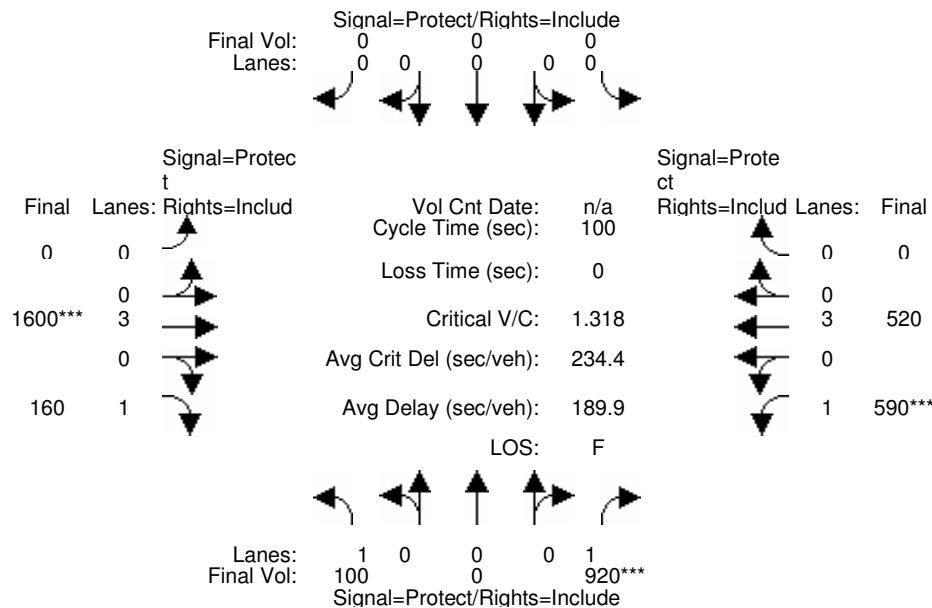 Signal=Protect/Rights=Include
Final Vol: 0 0 0
Lanes: 0 0 0 0 0
Signal=Protec
t
Signal=Prote
ct
Final Lanes: Rights=Includ Vol Cnt Date: n/a Rights=Includ Lanes: Final
Cycle Time (sec): 100
0 0 0 0
Loss Time (sec): 0
0 0
1600*** 3 Critical V/C: 1.318 3 520
0 Avg Crit Del (sec/veh): 234.4 0
160 1 Avg Delay (sec/veh): 189.9 1 590***
LOS: F
Lanes: 1 0 0 0 1
Final Vol: 100 0 920***
Signal=Protect/Rights=Include